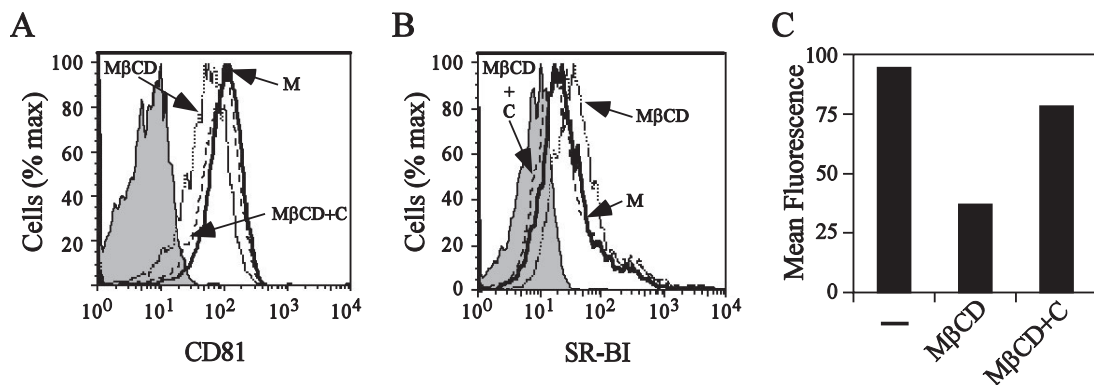 A
Cells (% max)
100
80
60
40
20
MβCD
M
MβCD+C
10⁰ 10¹ 10² 10³ 10⁴
CD81
B
Cells (% max)
100
80
60
40
20
0
MβCD
+
C
MβCD
M
10⁰ 10¹ 10² 10³ 10⁴
SR-BI
C
Mean Fluorescence
100
75
50
25
0
–
MβCD
MβCD+C